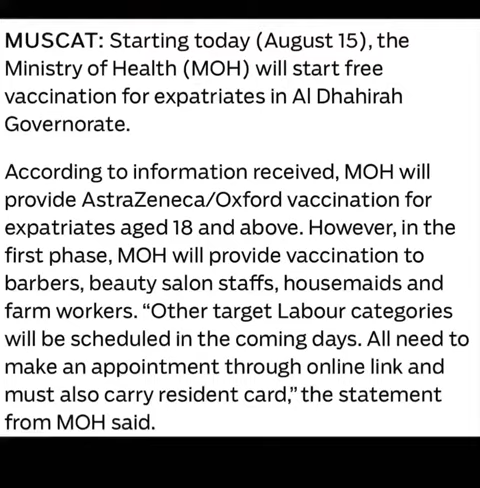 MUSCAT: Starting today (August 15), the
Ministry of Health (MOH) will start free
vaccination for expatriates in Al Dhahirah
Governorate.
According to information received, MOH will
provide AstraZeneca/Oxford vaccination for
expatriates aged 18 and above. However, in the
first phase, MOH will provide vaccination to
barbers, beauty salon staffs, housemaids and
farm workers. “Other target Labour categories
will be scheduled in the coming days. All need to
make an appointment through online link and
must also carry resident card,” the statement
from MOH said.